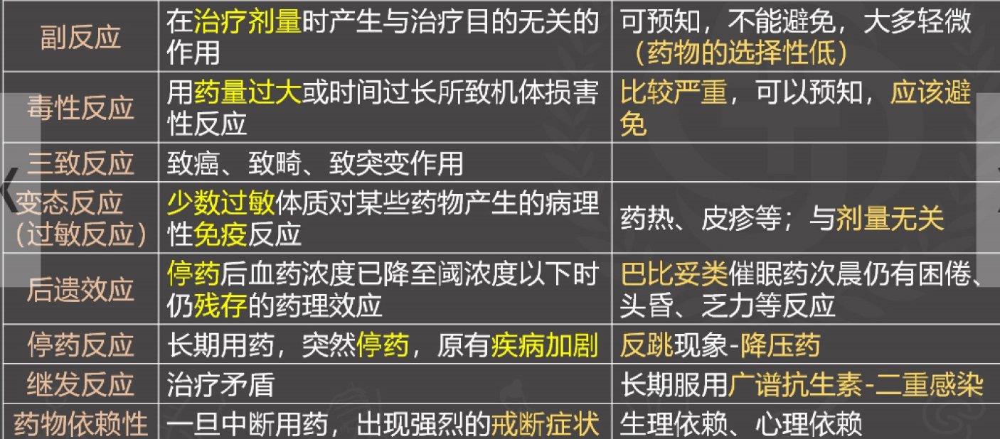 副反应
在治疗剂量时产生与治疗目的无关的
作用
可预知，不能避免，大多轻微
（药物的选择性低）
毒性反应
用药量过大或时间过长所致机体损害
性反应
比较严重，可以预知，应该避
免
三致反应
致癌、致畸、致突变作用
变态反应
（过敏反应）
少数过敏体质对某些药物产生的病理
性免疫反应
药热、皮疹等；与剂量无关
后遗效应
停药后血药浓度已降至阈浓度以下时
仍残存的药理效应
巴比妥类催眠药次晨仍有困倦、
头昏、乏力等反应
停药反应
长期用药，突然停药，原有疾病加剧
反跳现象-降压药
继发反应
治疗矛盾
长期服用广谱抗生素-二重感染
药物依赖性
一旦中断用药，出现强烈的戒断症状
生理依赖、心理依赖